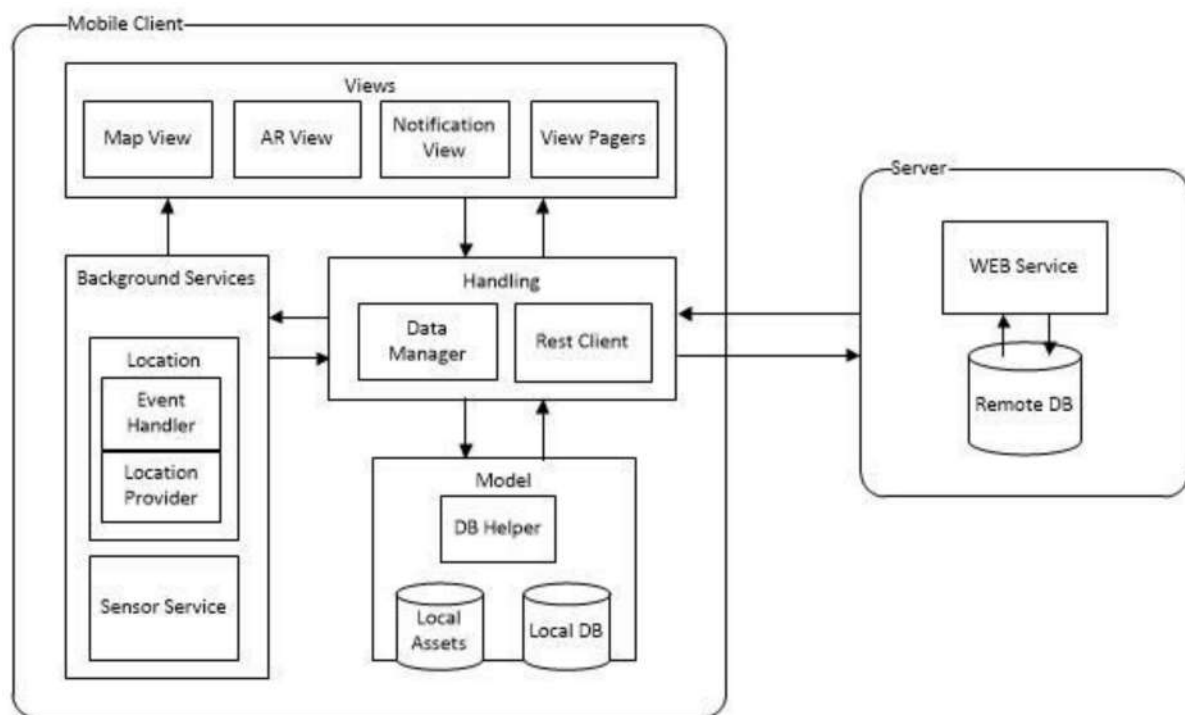 Mobile Client
Views
Map View
AR View
Notification
View
View Pagers
Server
WEB Service
Remote DB
Background Services
Location
Event
Handler
Location
Provider
Sensor Service
Handling
Data
Manager
Rest Client
Model
DB Helper
Local
Assets
Local DB